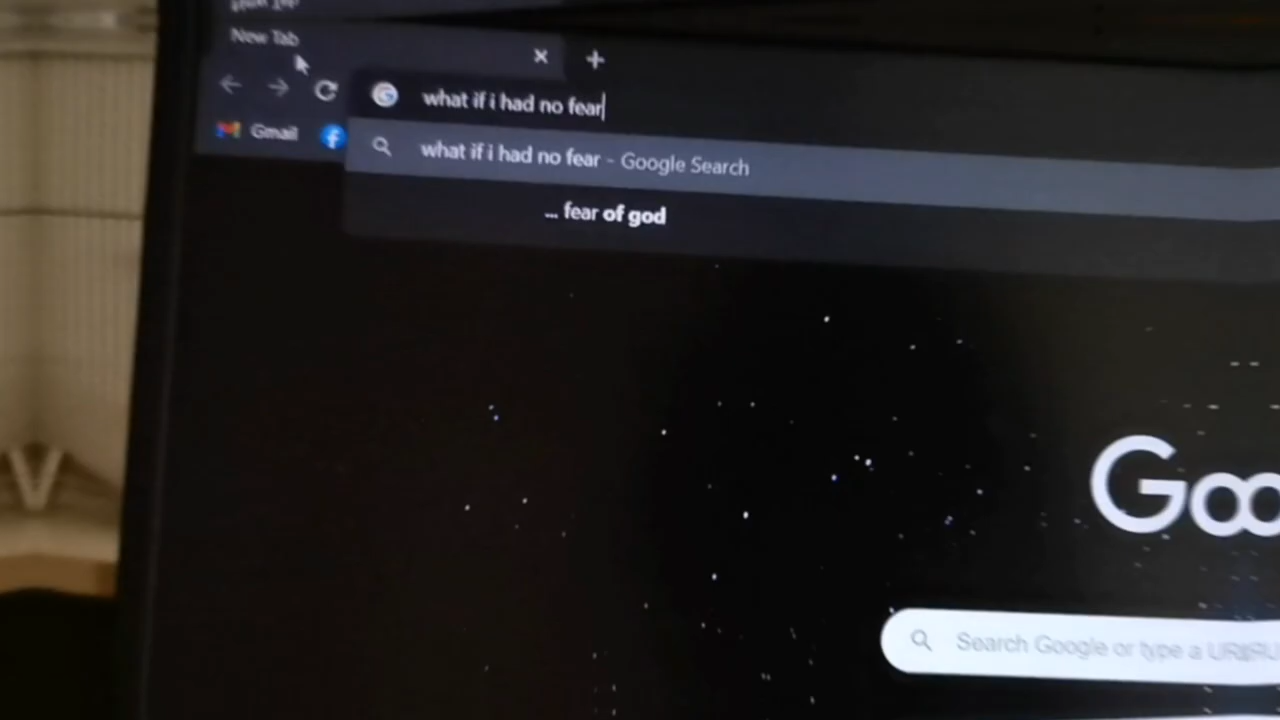 New Tab
what if i had no fear
Gmail
what if i had no fear - Google Search
... fear of god
Goo
Search Google or type a
V